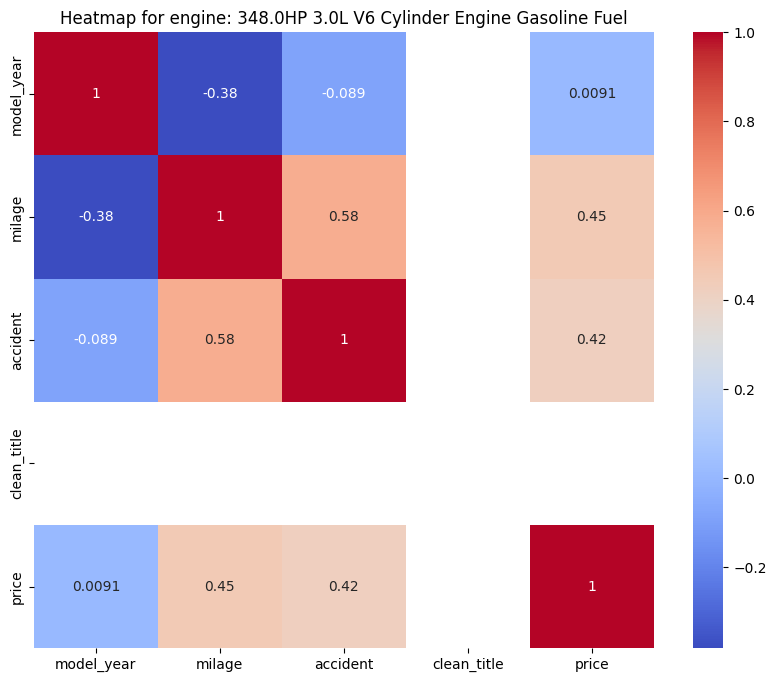 Heatmap for engine: 348.0HP 3.0L V6 Cylinder Engine Gasoline Fuel
model_year
1
-0.38
-0.089
0.0091
milage
-0.38
1
0.58
0.45
accident
-0.089
0.58
1
0.42
clean_title
price
0.0091
0.45
0.42
1
model_year
milage
accident
clean_title
price
1.0
0.8
0.6
0.4
0.2
0.0
−0.2